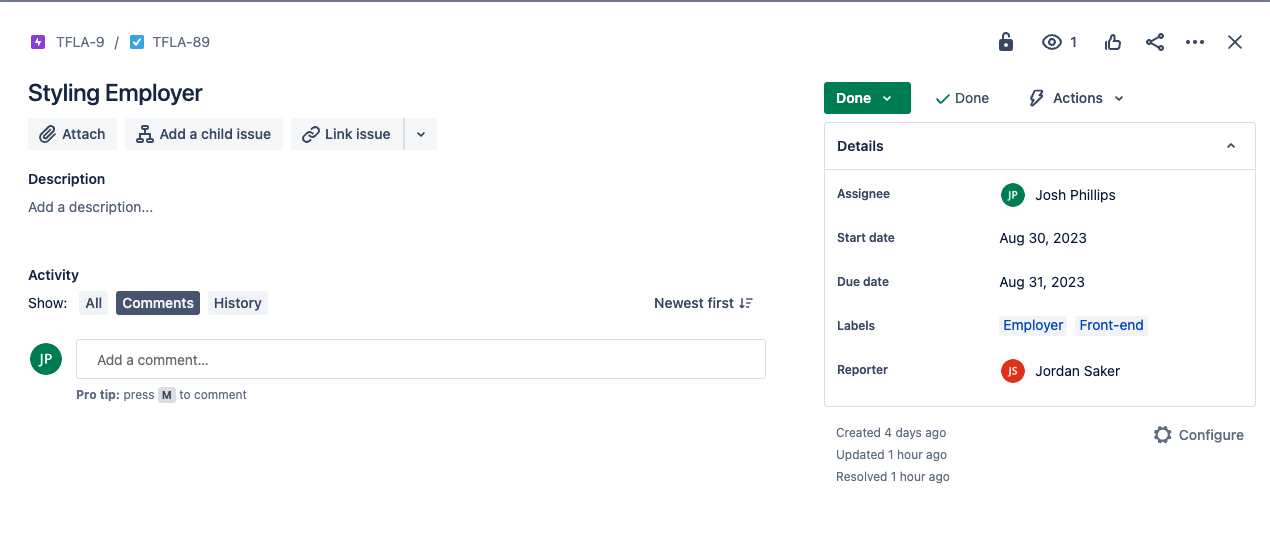 TFLA-9 / TFLA-89
1
Styling Employer
Attach
Add a child issue
Link issue
Description
Add a description...
Activity
Show: All Comments History
Newest first
JP
Add a comment...
Pro tip: press M to comment
Done
Done
Actions
Details
Assignee
JP Josh Phillips
Start date
Aug 30, 2023
Due date
Aug 31, 2023
Labels
Employer Front-end
Reporter
JS Jordan Saker
Created 4 days ago
Updated 1 hour ago
Resolved 1 hour ago
Configure